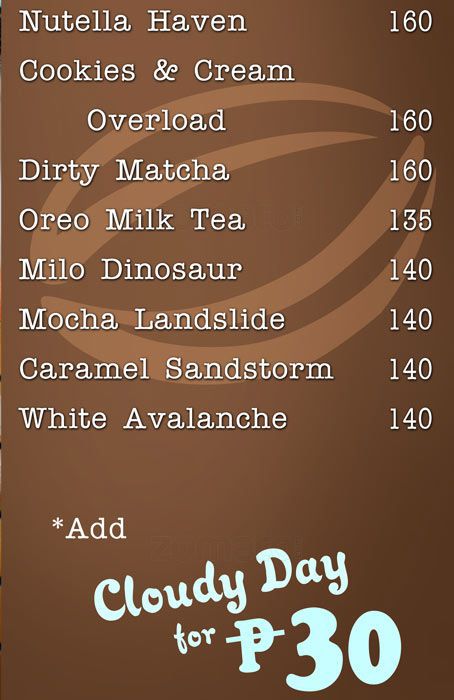 Nutella Haven 160
Cookies & Cream
Overload 160
Dirty Matcha 160
Oreo Milk Tea 135
Milo Dinosaur 140
Mocha Landslide 140
Caramel Sandstorm 140
White Avalanche 140
*Add
Zomato
Cloudy Day
for ₱30